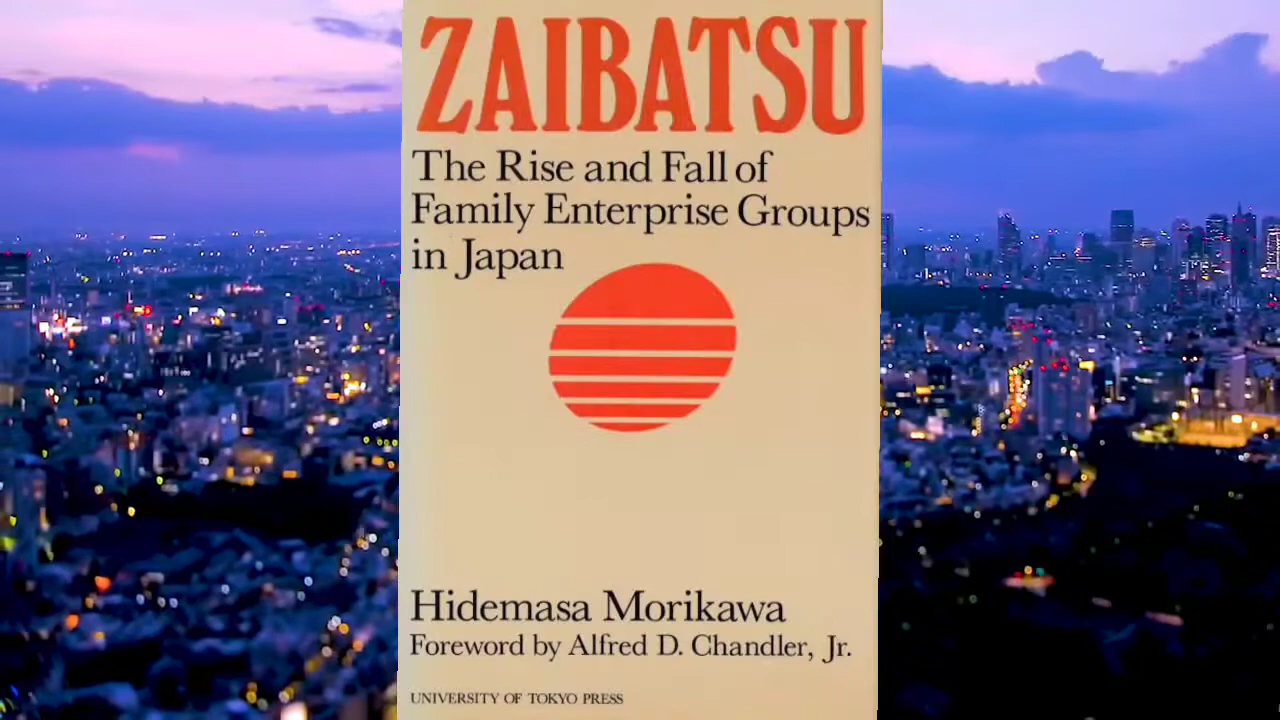 ZAIBATSU
The Rise and Fall of
Family Enterprise Groups
in Japan
Hidemasa Morikawa
Foreword by Alfred D. Chandler, Jr.
UNIVERSITY OF TOKYO PRESS